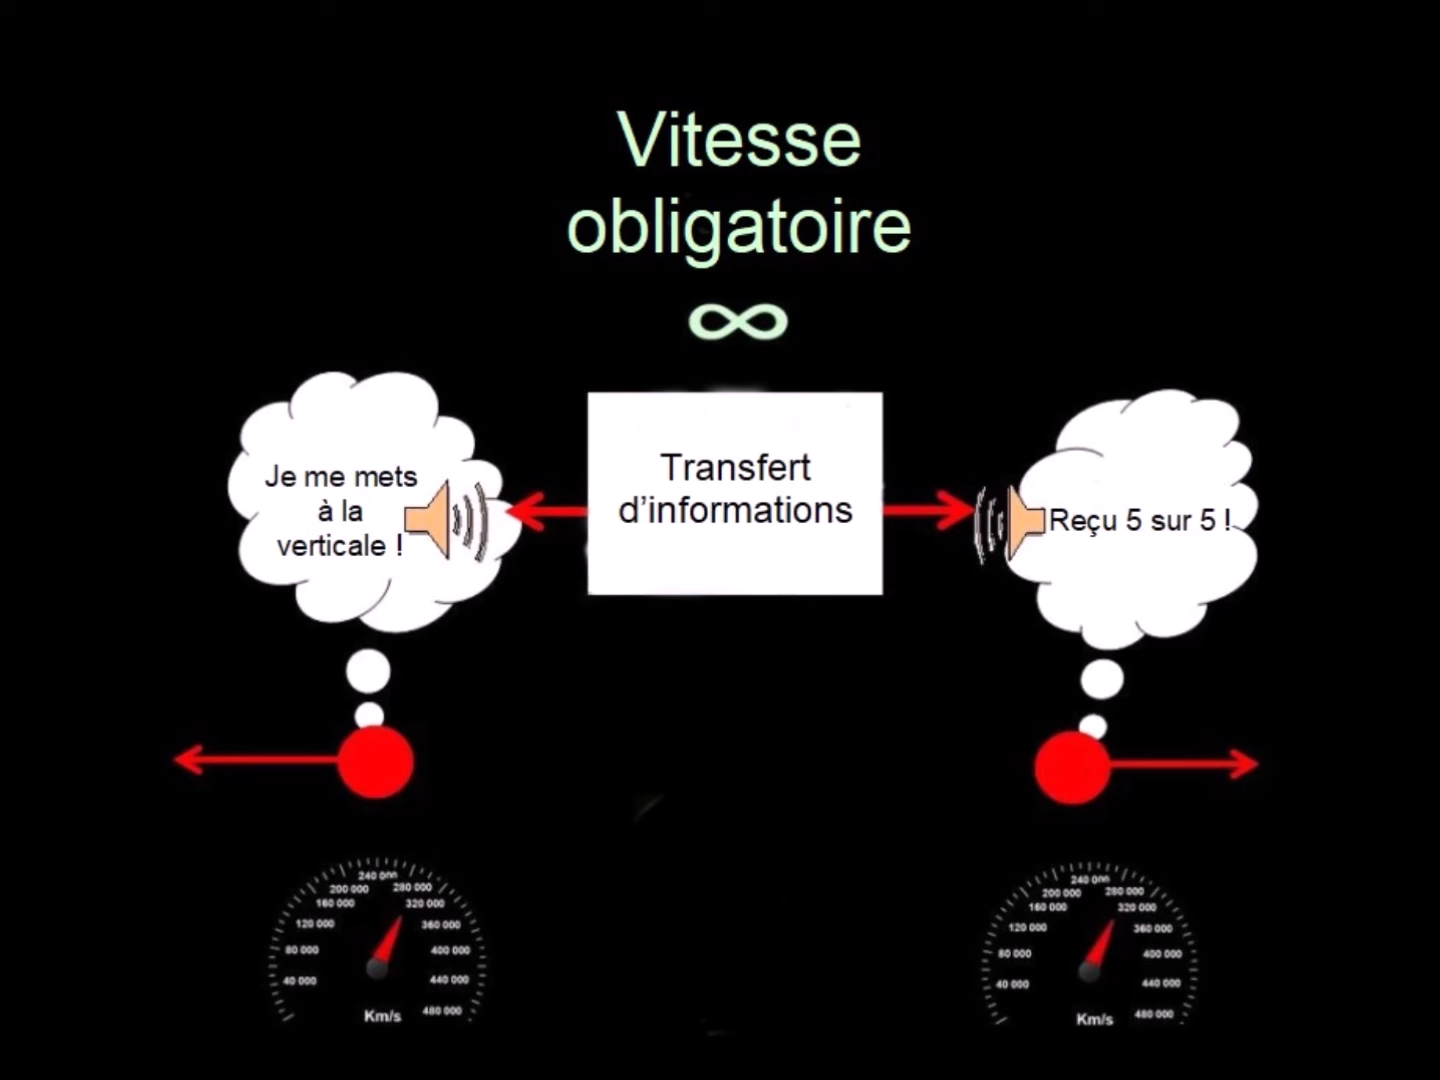 Vitesse
obligatoire
∞
Je me mets
à la
verticale !
Transfert
d'informations
Reçu 5 sur 5 !
240 000
200 000
280 000
160 000
320 000
120 000
360 000
80 000
400 000
40 000
440 000
480 000
Km/s
240 000
200 000
280 000
160 000
320 000
120 000
360 000
80 000
400 000
40 000
440 000
480 000
Km/s